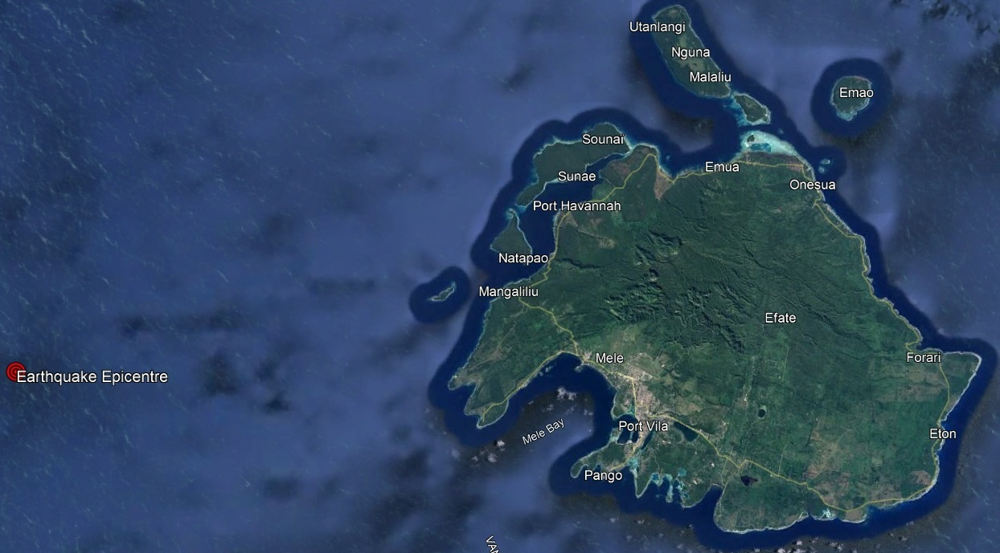 Utanlangi
Nguna
Malaliu
Emao
Sounaï
Emua
Sunae
Onesua
Port Havannah
Natapao
Mangaliliu
Efate
Mele
Forari
Earthquake Epicentre
Port Vila
Mele Bay
Eton
Pango